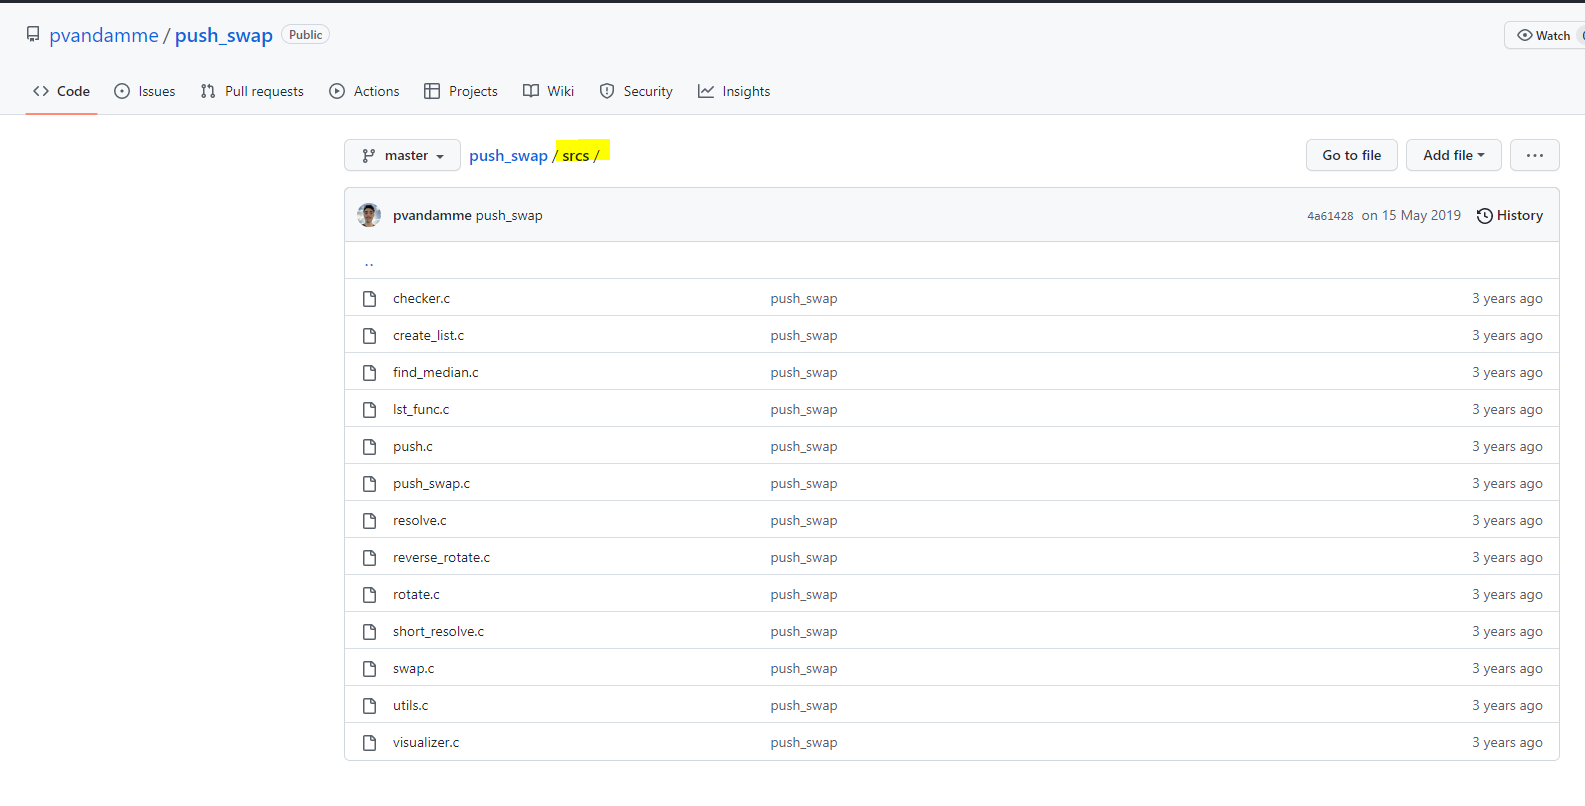 pvandamme / push_swap Public
Watch
Code Issues Pull requests Actions Projects Wiki Security Insights
master push_swap / srcs / Go to file Add file ...
pvandamme push_swap 4a61428 on 15 May 2019 History
..
checker.c push_swap 3 years ago
create_list.c push_swap 3 years ago
find_median.c push_swap 3 years ago
lst_func.c push_swap 3 years ago
push.c push_swap 3 years ago
push_swap.c push_swap 3 years ago
resolve.c push_swap 3 years ago
reverse_rotate.c push_swap 3 years ago
rotate.c push_swap 3 years ago
short_resolve.c push_swap 3 years ago
swap.c push_swap 3 years ago
utils.c push_swap 3 years ago
visualizer.c push_swap 3 years ago